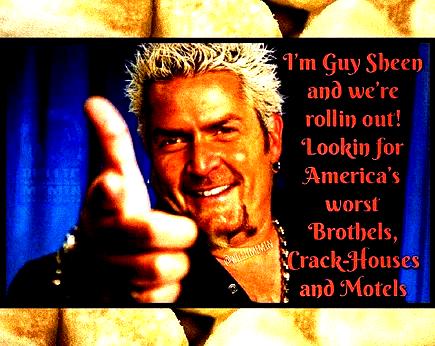 I'm Guy Sheen
and we're
rollin out!
Lookin for
America's
worst
Brothels,
Crack-Houses
and Motels